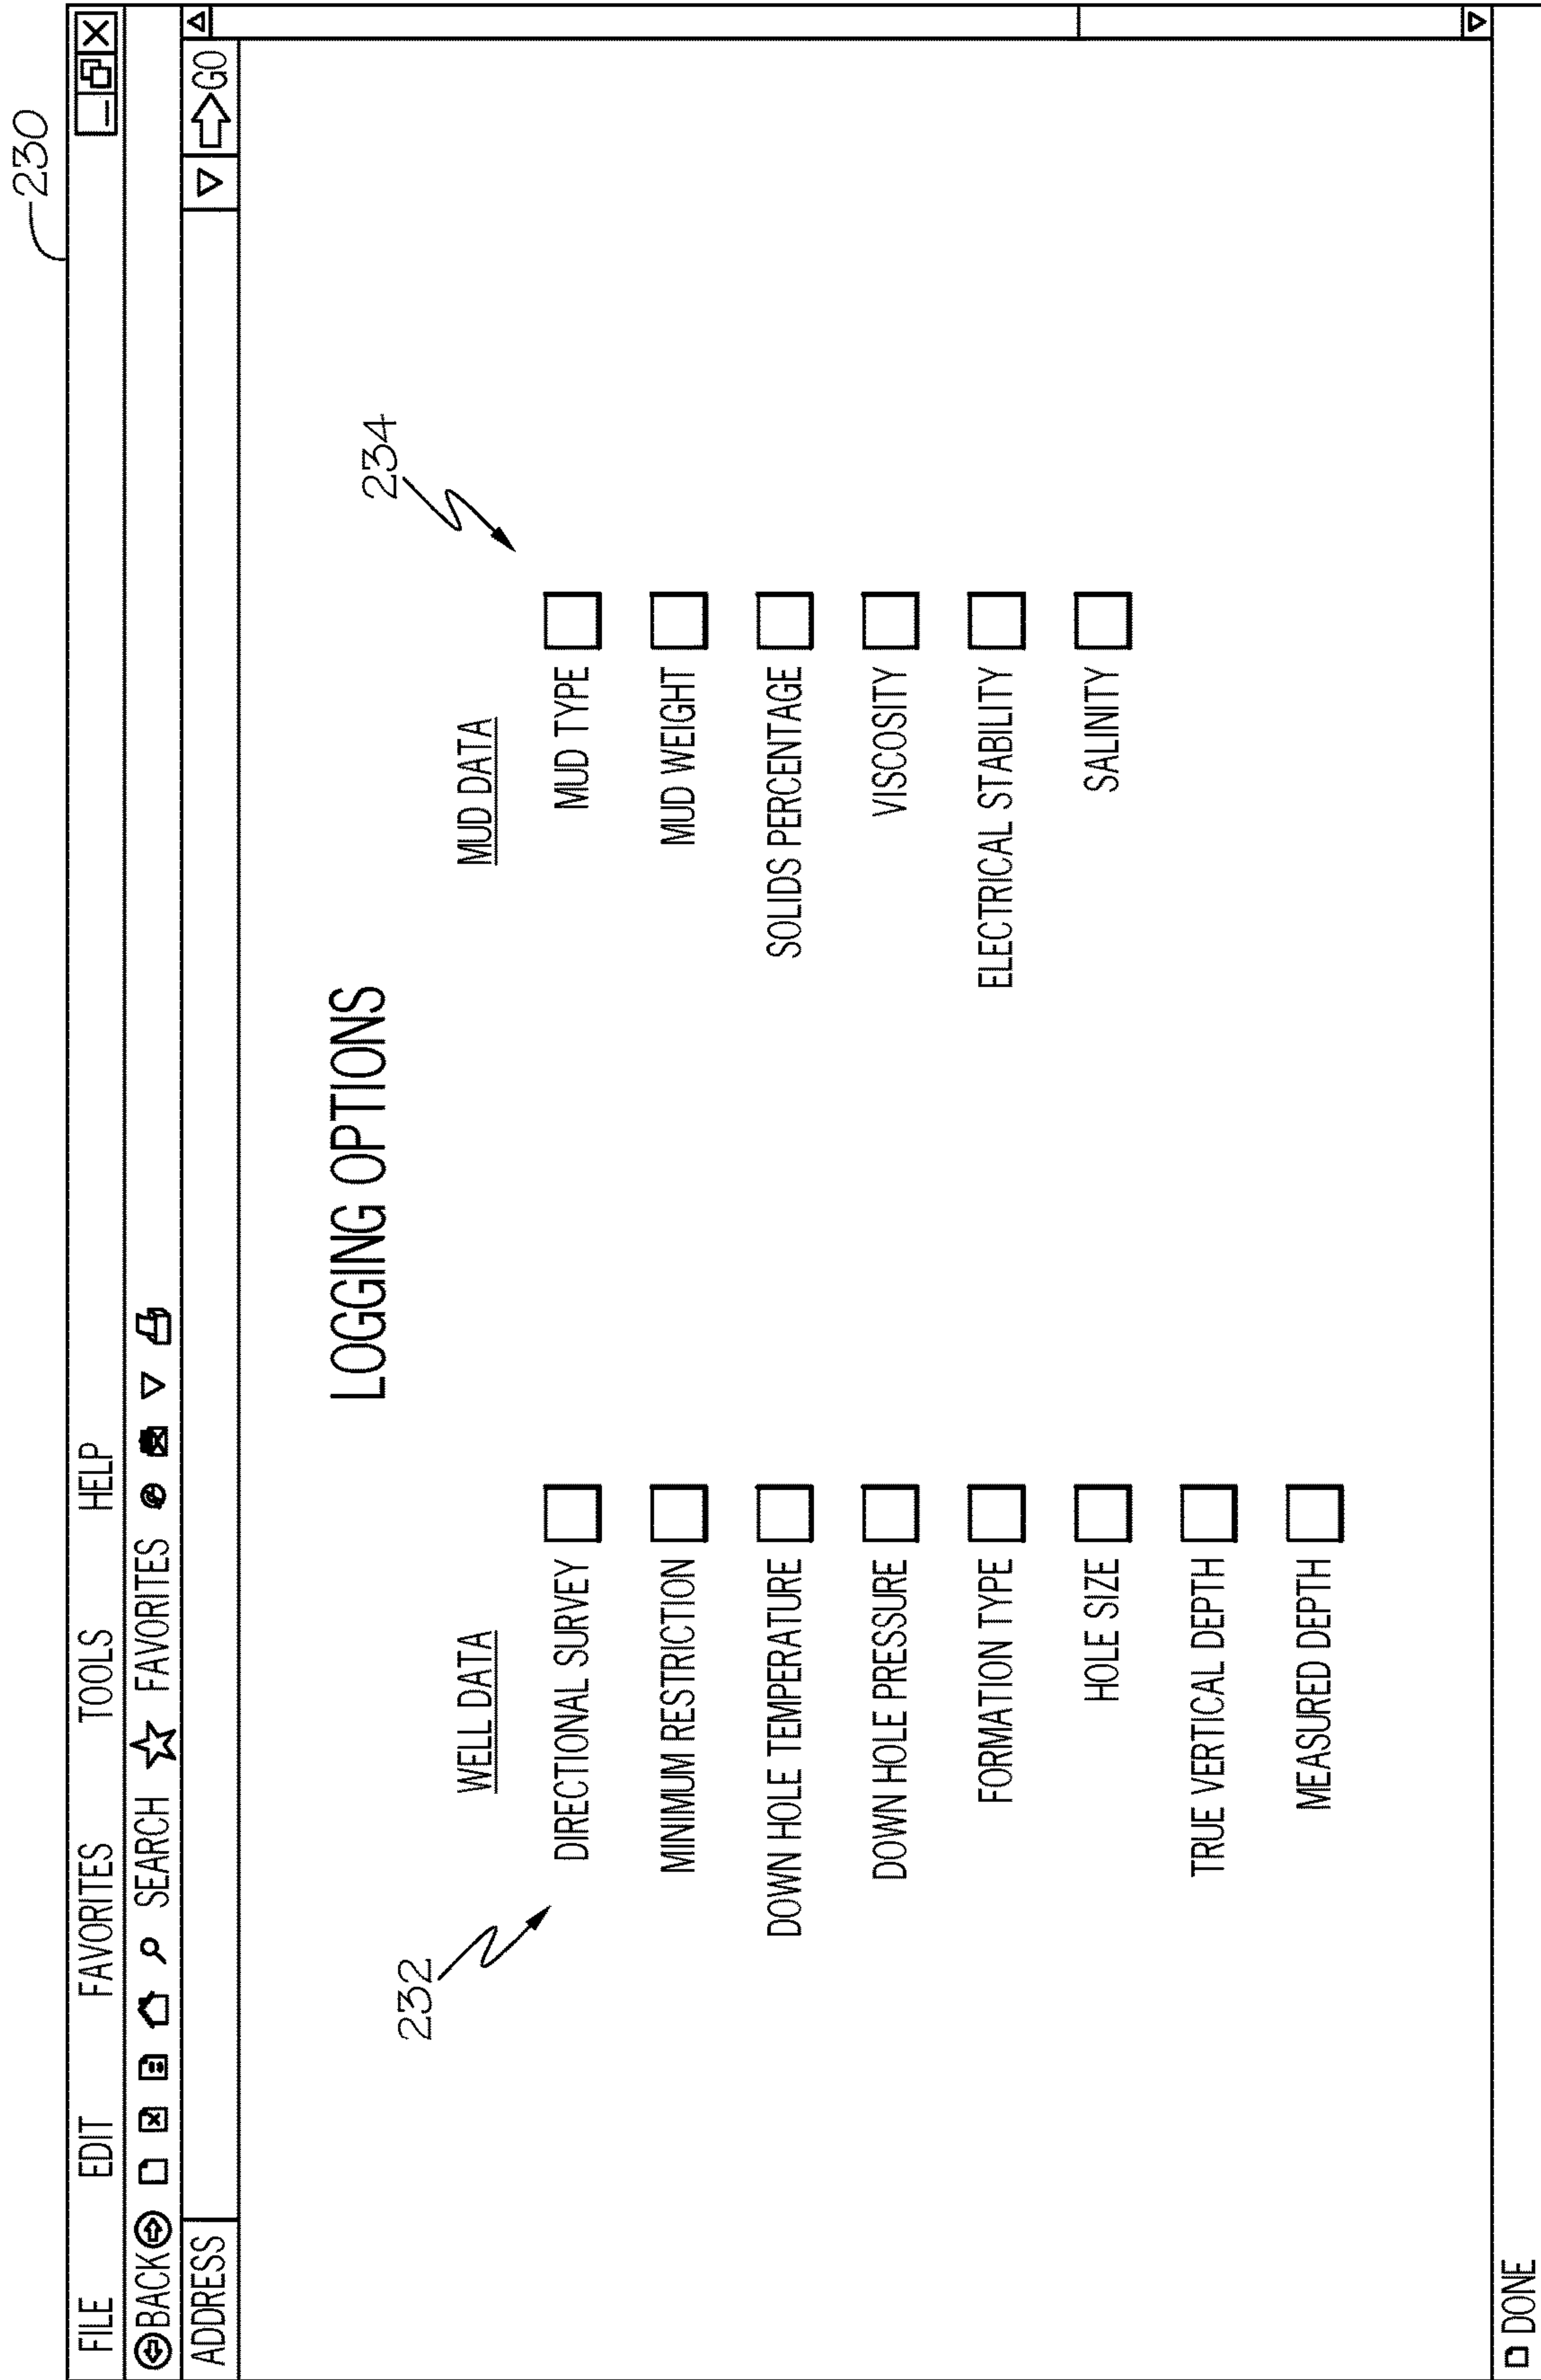 230
FILE EDIT FAVORITES TOOLS HELP
BACK SEARCH FAVORITES
ADDRESS GO
LOGGING OPTIONS
232
234
WELL DATA
DIRECTIONAL SURVEY
MINIMUM RESTRICTION
DOWN HOLE TEMPERATURE
DOWN HOLE PRESSURE
FORMATION TYPE
HOLE SIZE
TRUE VERTICAL DEPTH
MEASURED DEPTH
MUD DATA
MUD TYPE
MUD WEIGHT
SOLIDS PERCENTAGE
VISCOSITY
ELECTRICAL STABILITY
SALINITY
DONE